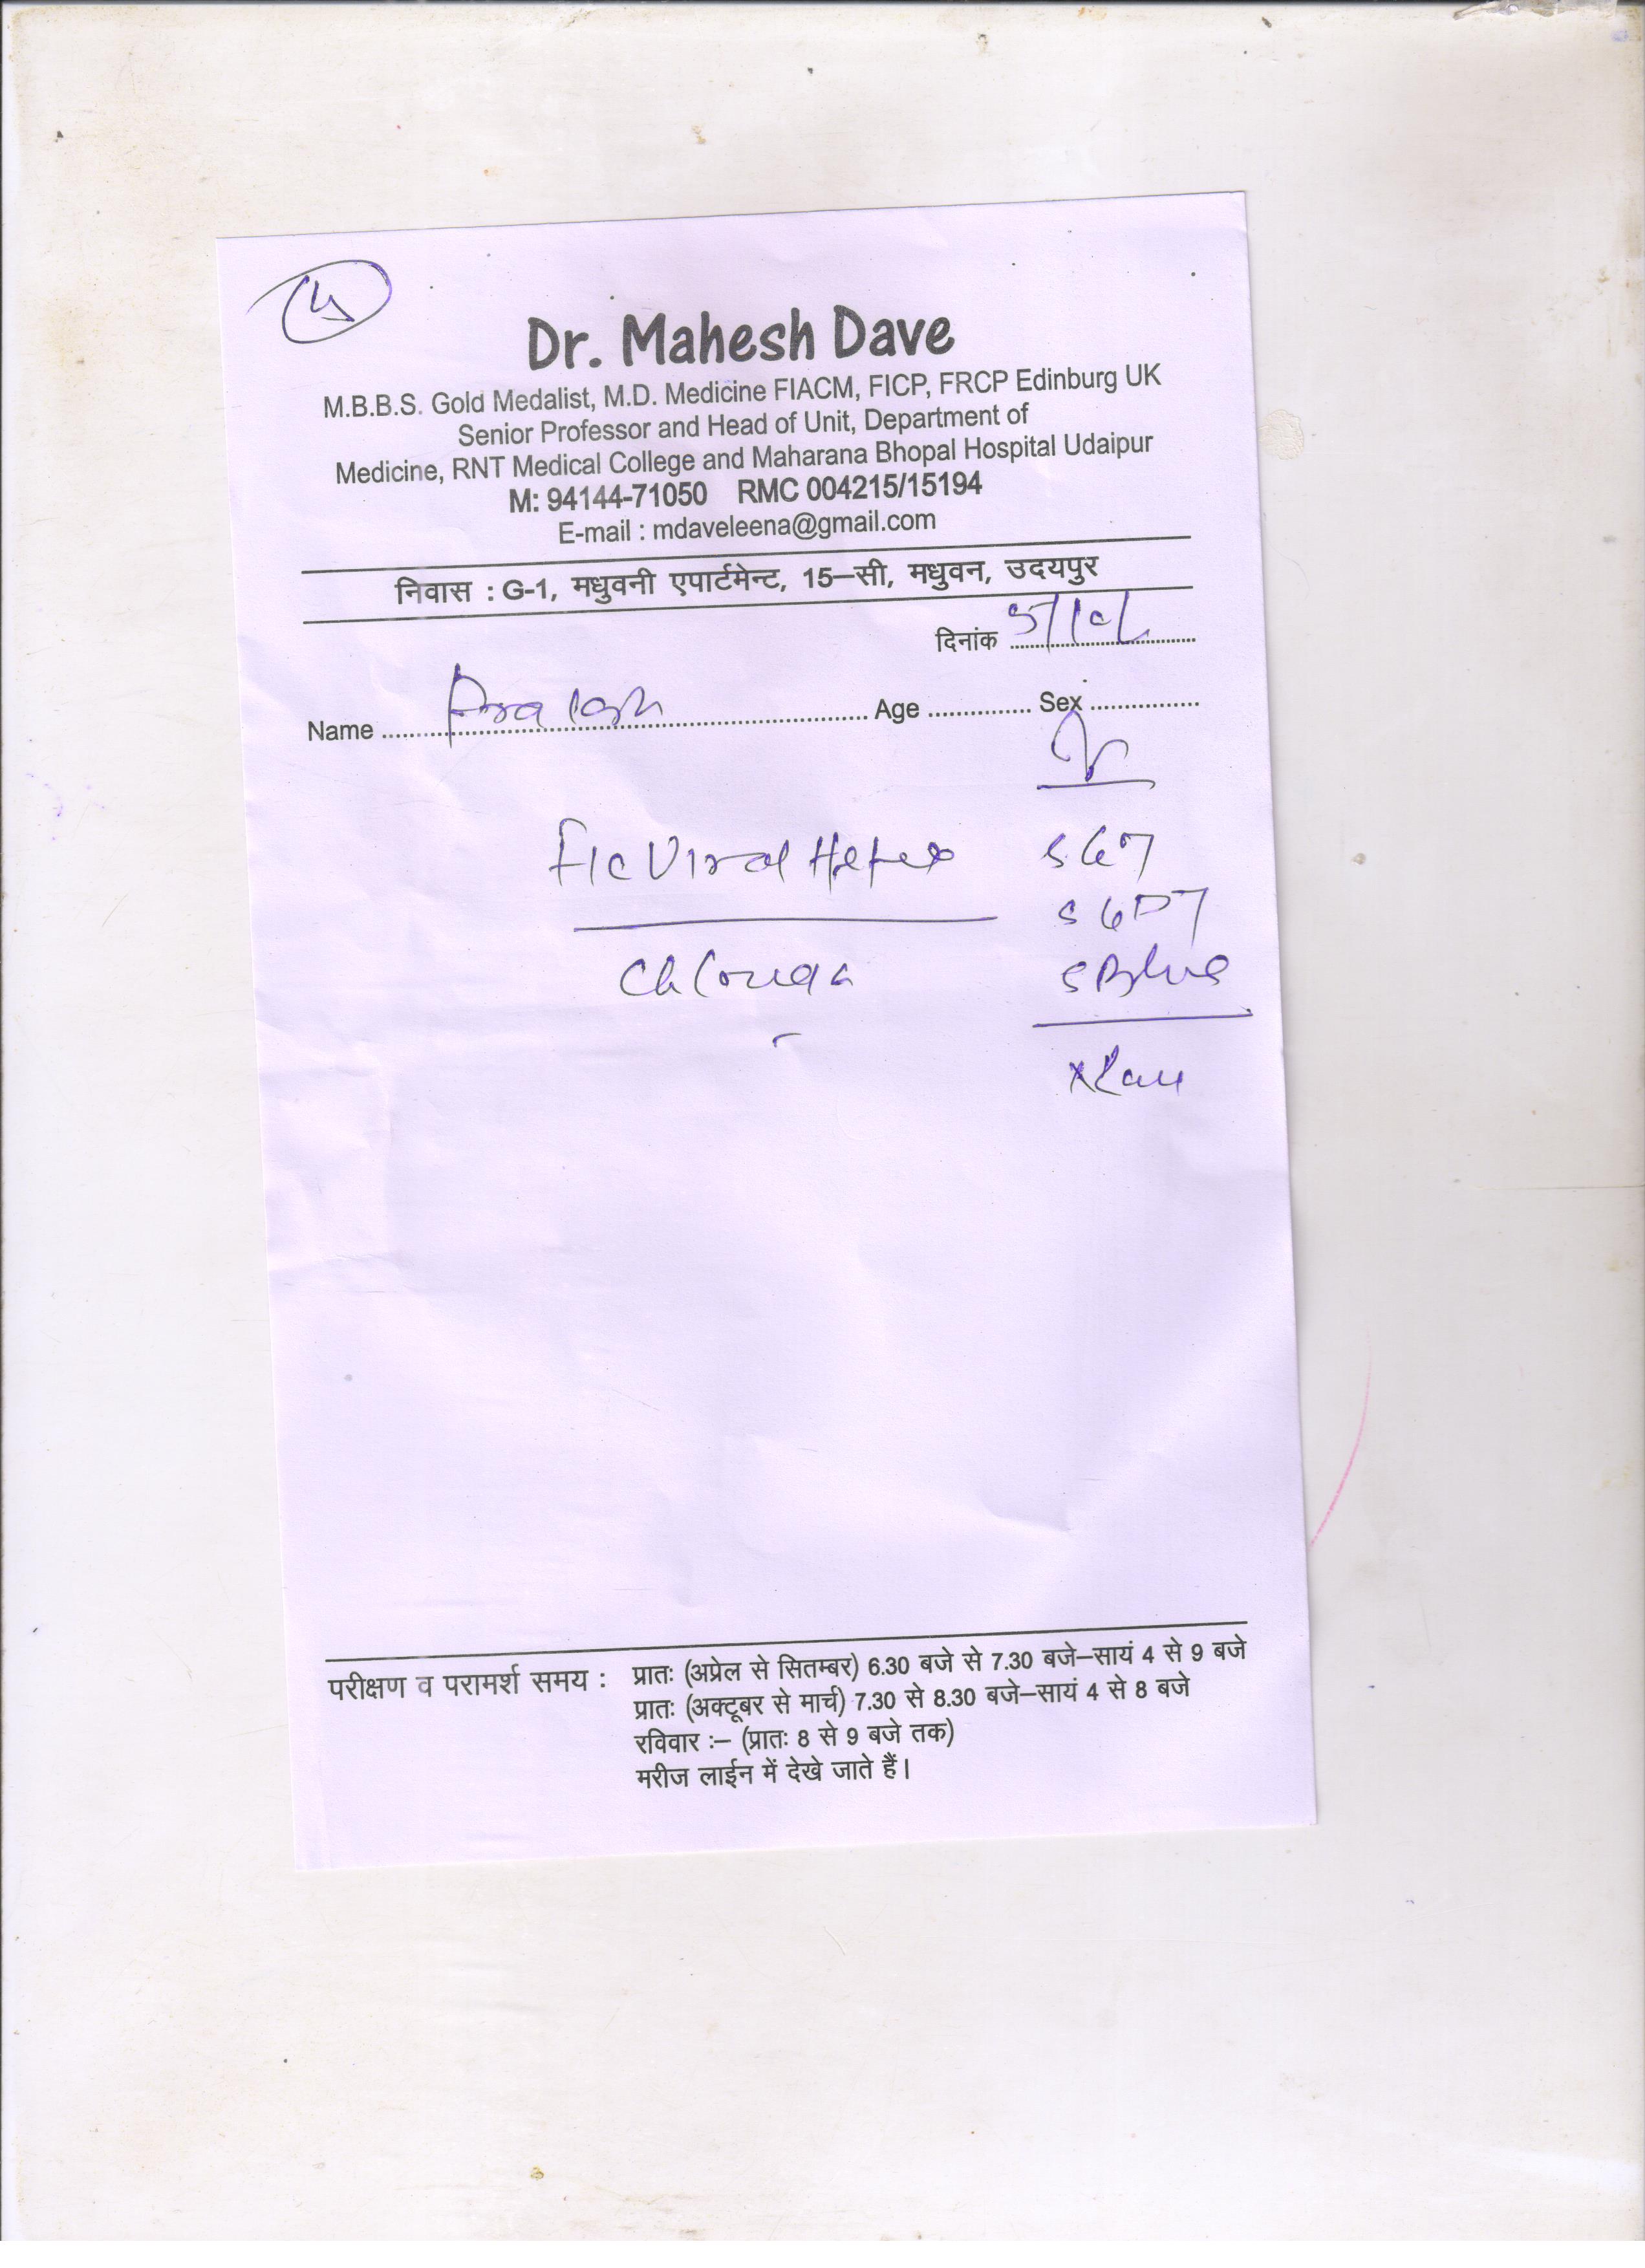 Dr. Mahesh Dave
M.B.B.S. Gold Medalist, M.D. Medicine FIACM, FICP, FRCP Edinburg UK
Senior Professor and Head of Unit, Department of
Medicine, RNT Medical College and Maharana Bhopal Hospital Udaipur
M: 94144-71050 RMC 004215/15194
E-mail : mdaveleena@gmail.com
निवास : G-1, मधुवनी एपार्टमेन्ट, 15–सी, मधुवन, उदयपुर
दिनांक
Name Age Sex
F/c Viral
परीक्षण व परामर्श समय : प्रातः (अप्रेल से सितम्बर) 6.30 बजे से 7.30 बजे–सायं 4 से 9 बजे
प्रातः (अक्टूबर से मार्च) 7.30 से 8.30 बजे–सायं 4 से 8 बजे
रविवार :– (प्रातः 8 से 9 बजे तक)
मरीज लाईन में देखे जाते हैं।